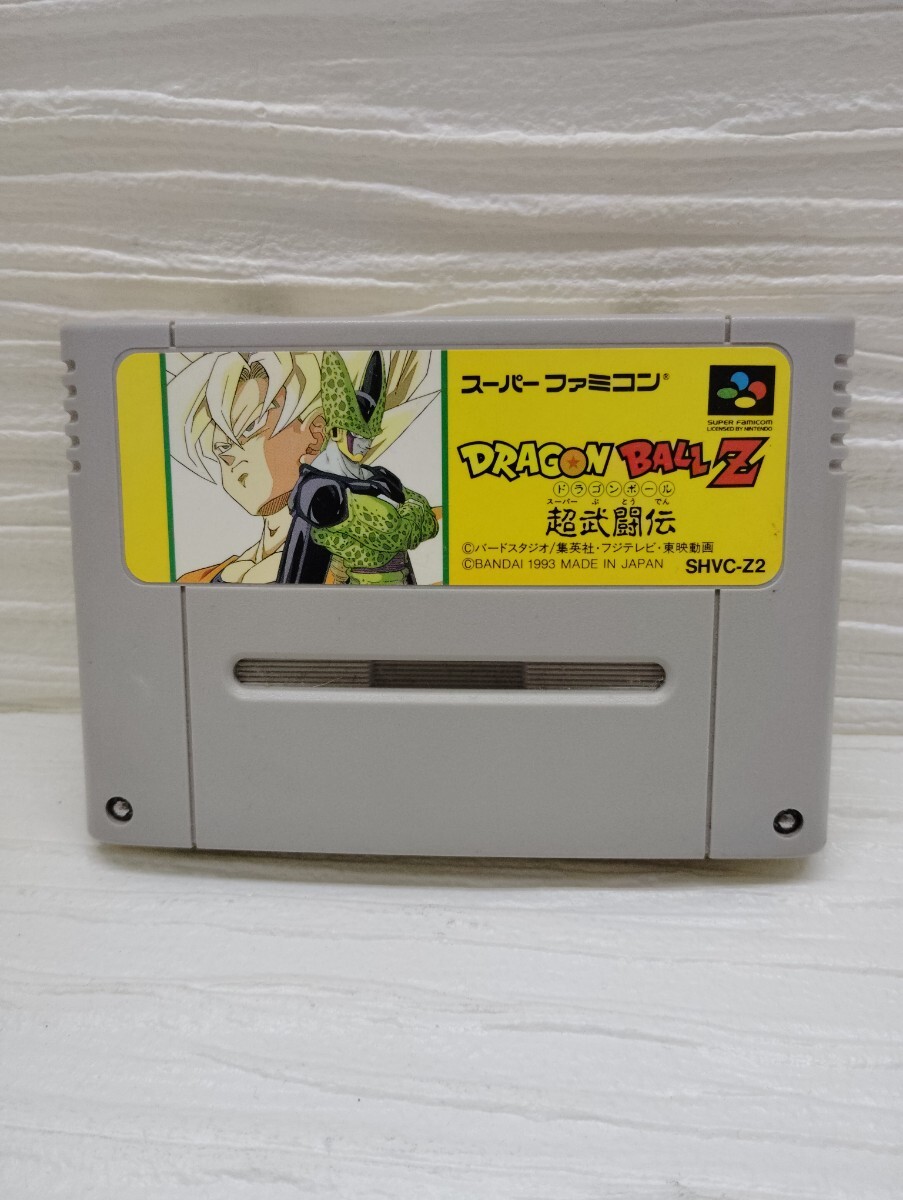 スーパーファミコン®
SUPER FAMICOM
LICENSED BY NINTENDO
DRAGON BALL Z
ドラゴンボール
スーパー ぶ とう でん
超武闘伝
©バードスタジオ/集英社・フジテレビ・東映動画
©BANDAI 1993 MADE IN JAPAN SHVC-Z2